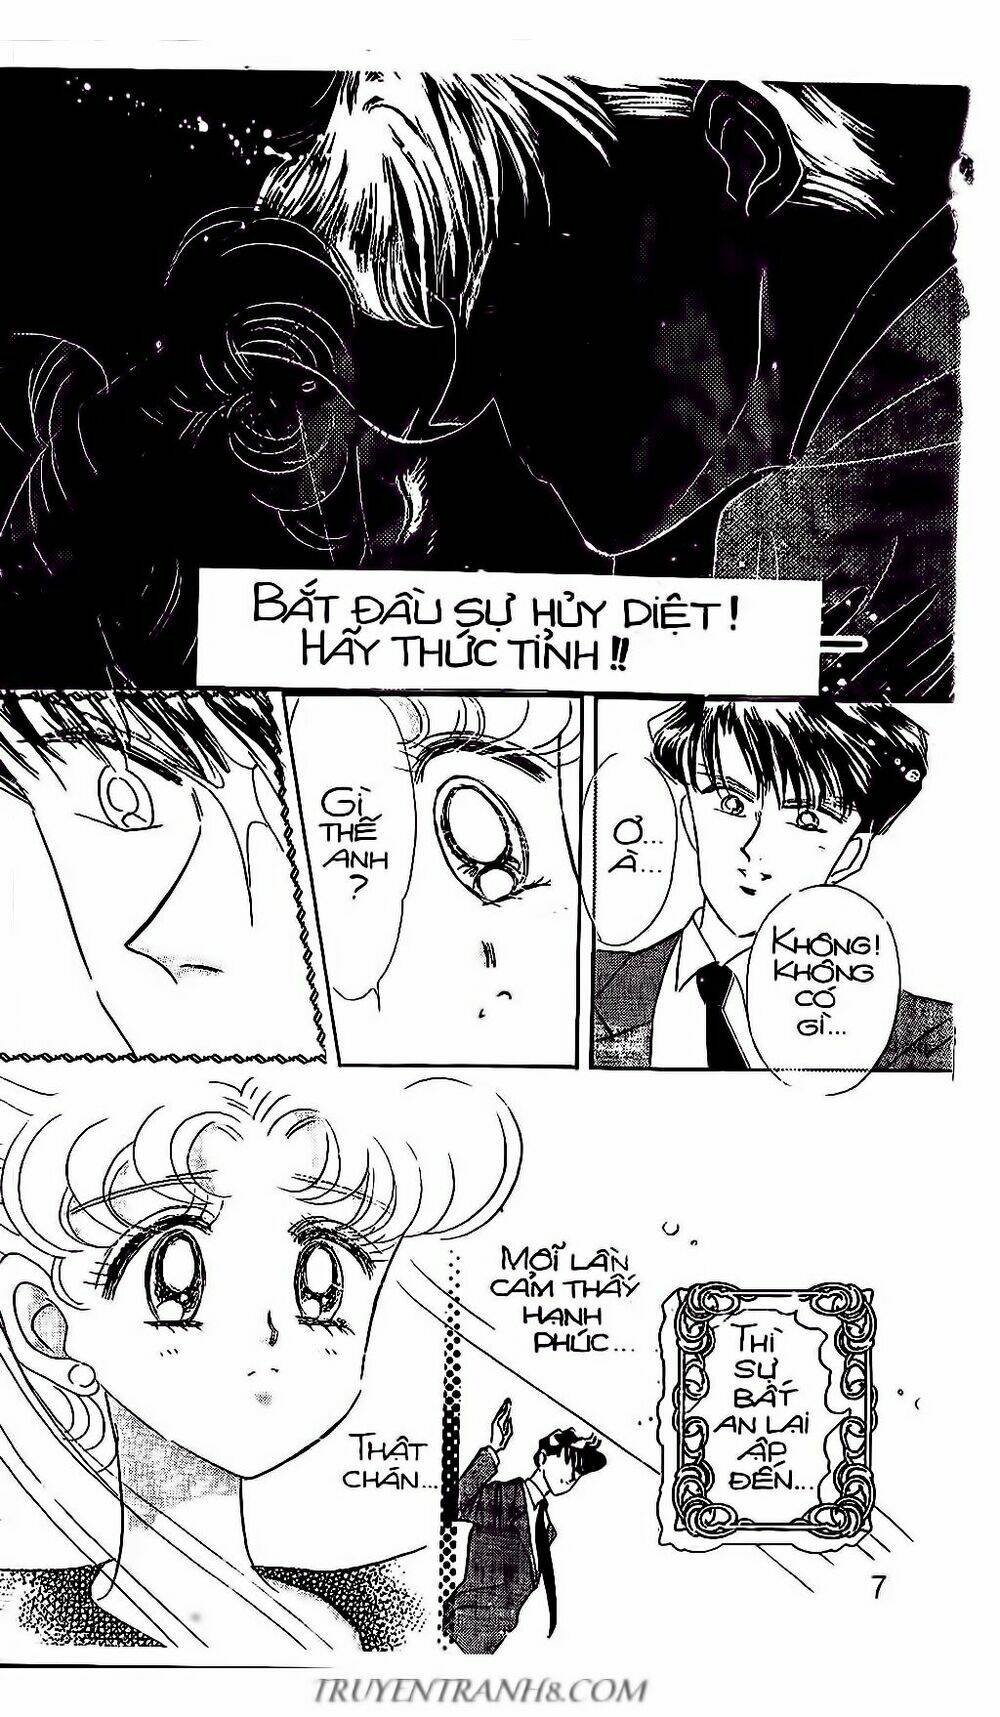 BẮT ĐẦU SỰ HỦY DIỆT!
HÃY THỨC TỈNH!!
GÌ
THẾ
ANH
?
Ơ...
À...
KHÔNG!
KHÔNG
CÓ
GÌ...
MỖI LẦN
CẢM THẤY
HẠNH
PHÚC...
THÌ
SỰ
BẤT
AN LẠI
ẬP
ĐẾN...
THẬT
CHÁN...
7
TRUYENTRANH8.COM